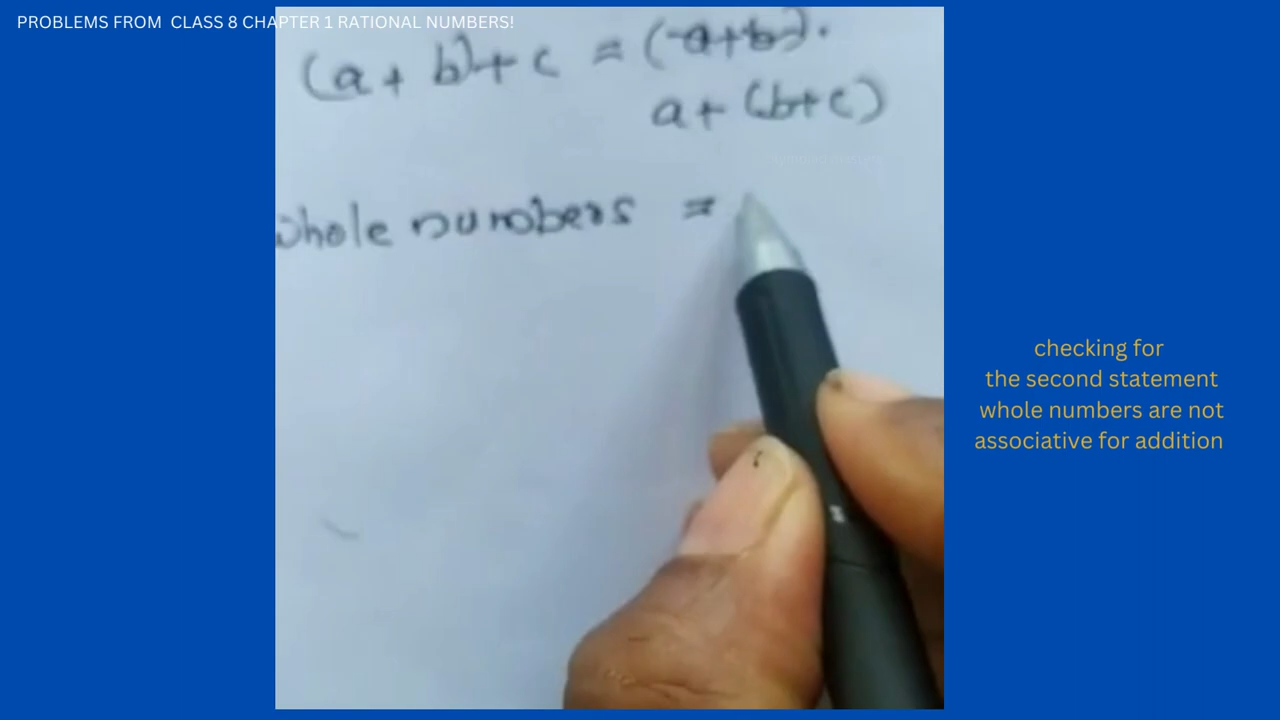 PROBLEMS FROM CLASS 8 CHAPTER 1 RATIONAL NUMBERS!
(a + b)+c = (-a+b).
a+(b+c)
whole numbers =
checking for
the second statement
whole numbers are not
associative for addition